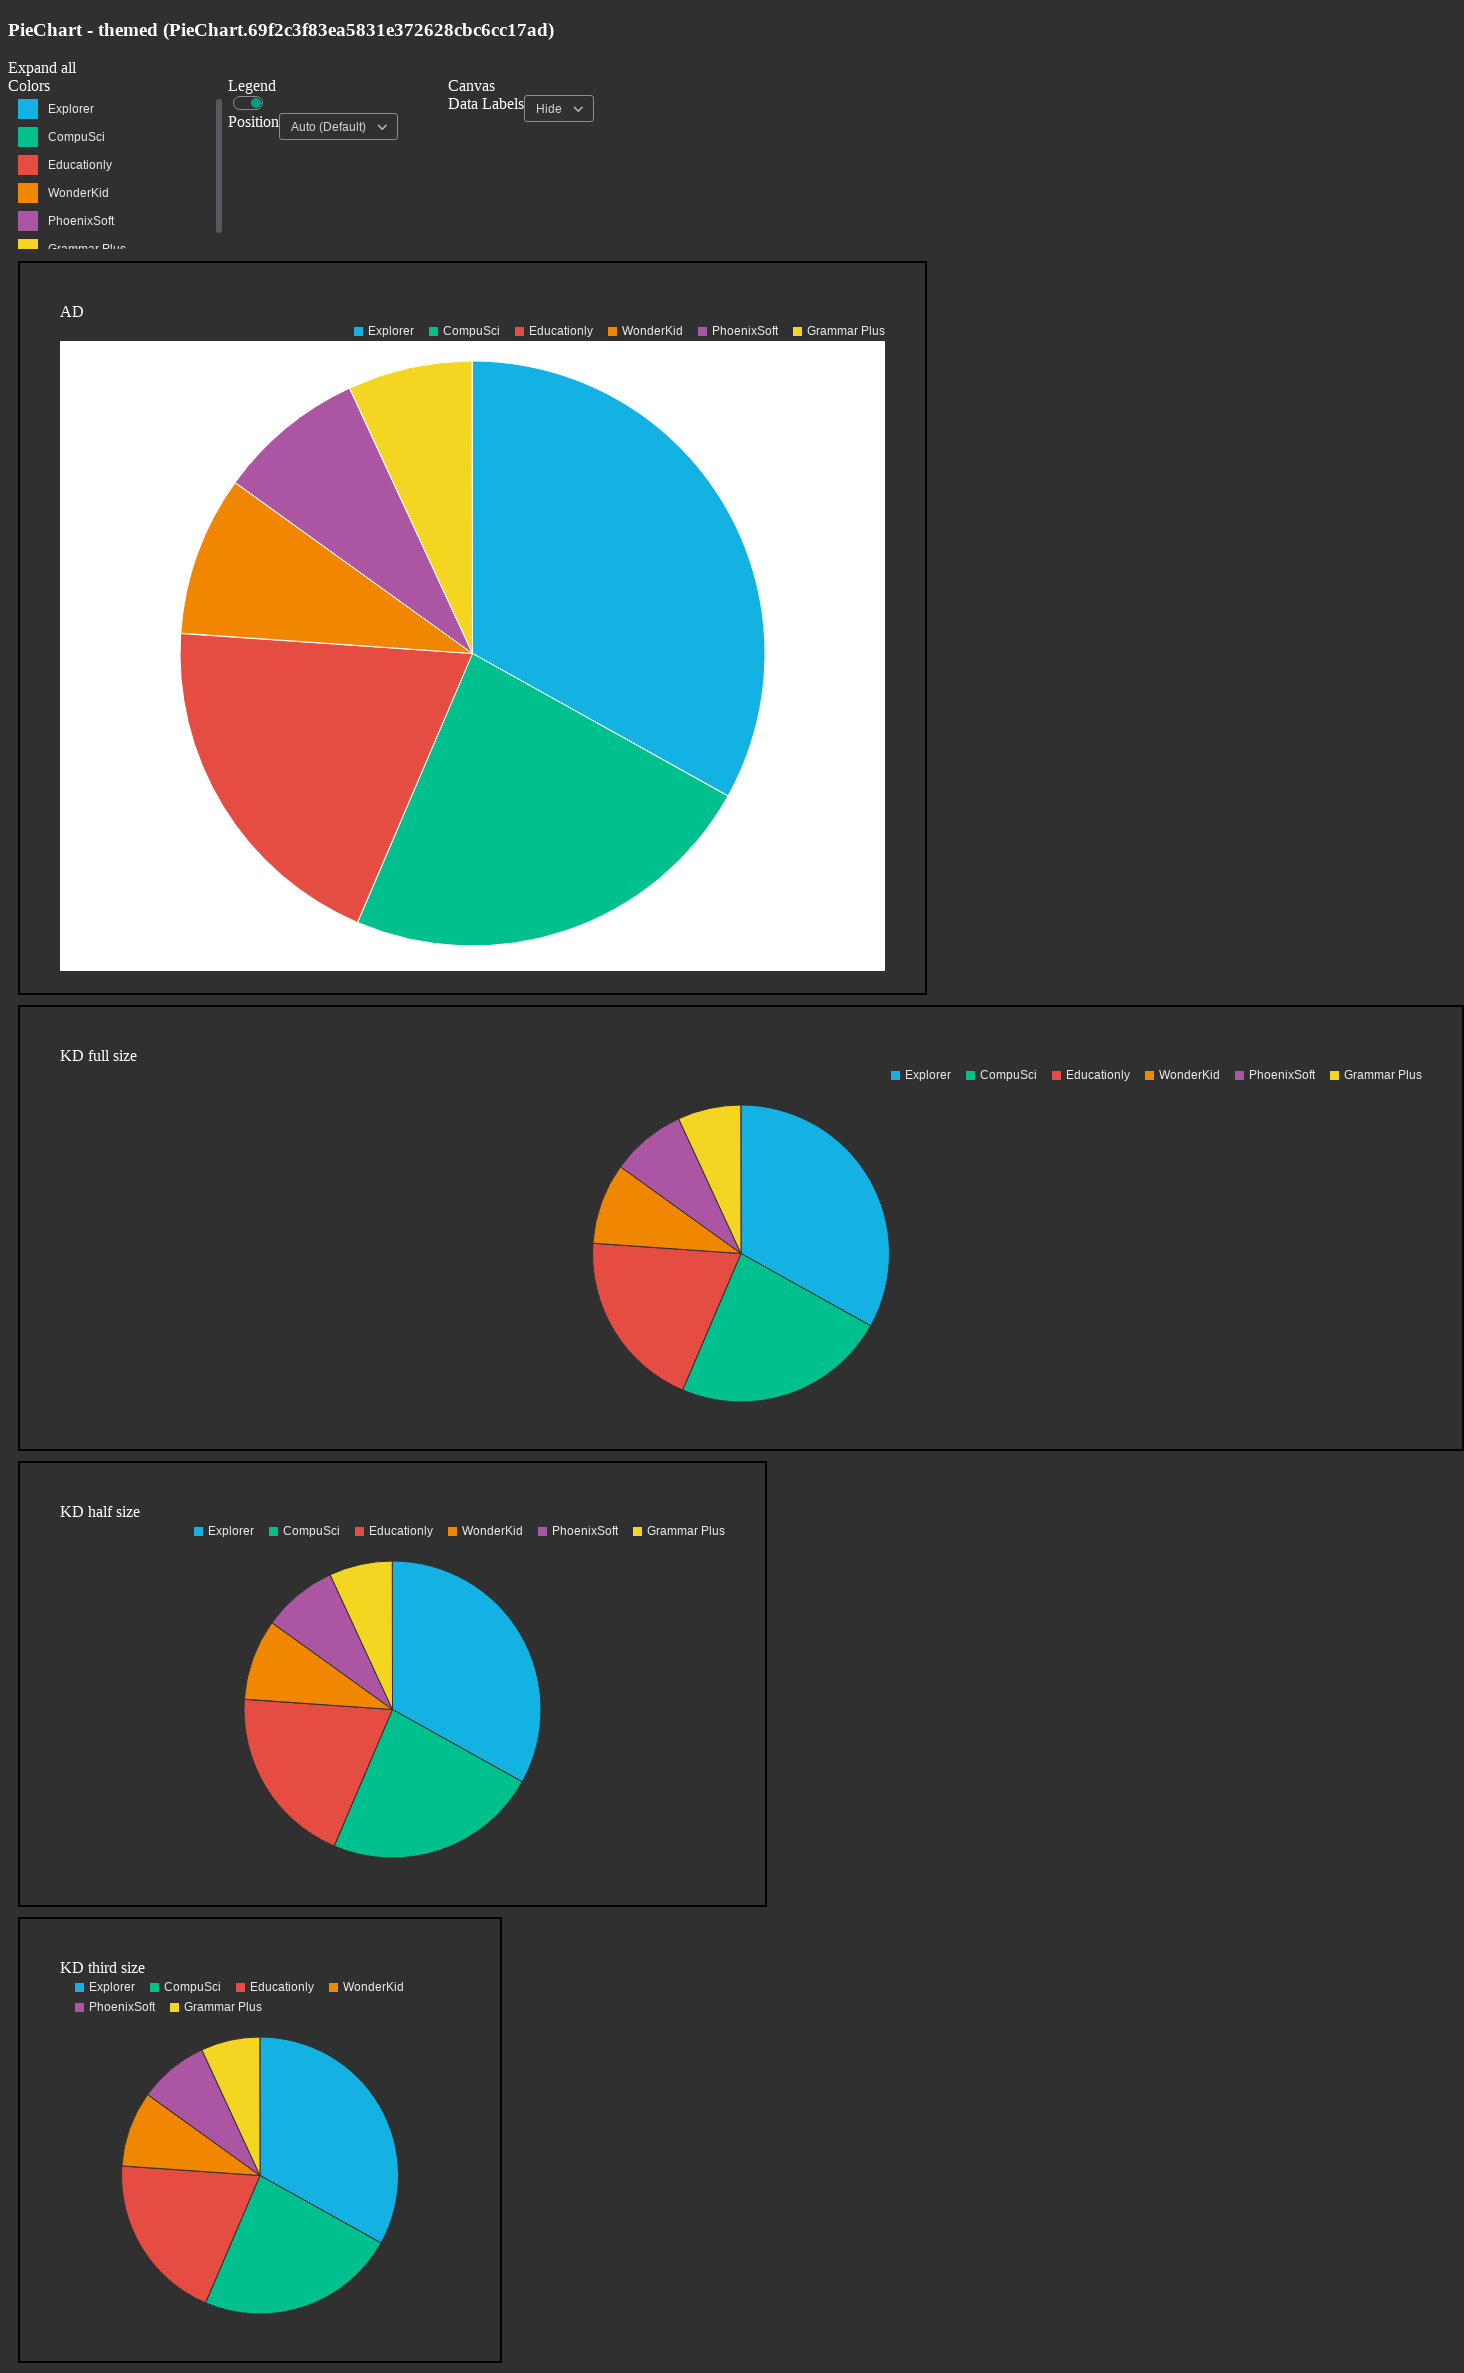 PieChart - themed (PieChart.69f2c3f83ea5831e372628cbc6cc17ad)
Expand all
Colors
Explorer
CompuSci
Educationly
WonderKid
PhoenixSoft
Grammar Plus
Legend
Position Auto (Default)
Canvas
Data Labels Hide
AD
Explorer CompuSci Educationly WonderKid PhoenixSoft Grammar Plus
KD full size
Explorer CompuSci Educationly WonderKid PhoenixSoft Grammar Plus
KD half size
Explorer CompuSci Educationly WonderKid PhoenixSoft Grammar Plus
KD third size
Explorer CompuSci Educationly WonderKid
PhoenixSoft Grammar Plus